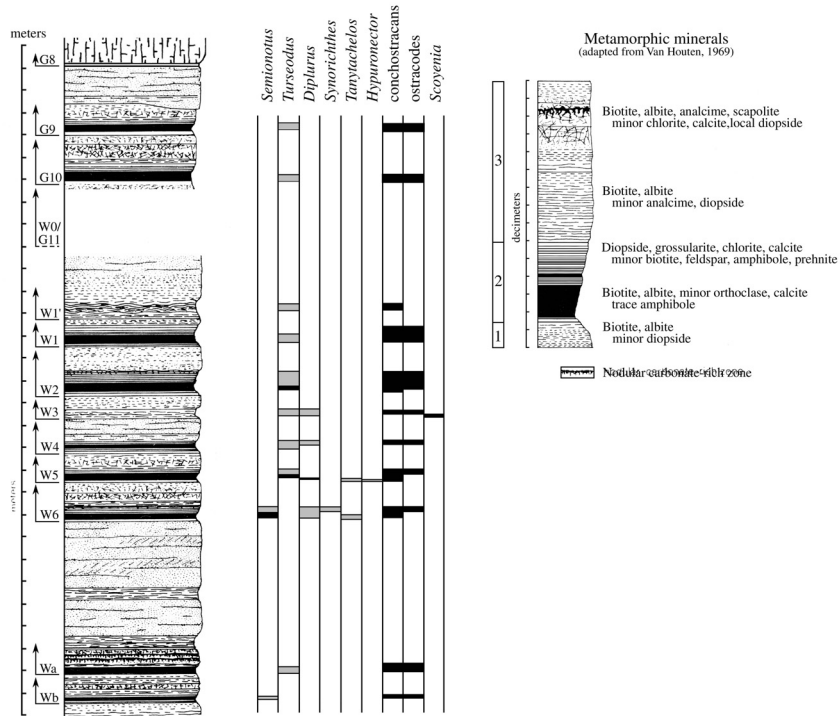 meters
G8
G9
G10
W0/
G11
W1'
W1
W2
W3
W4
W5
W6
Wa
Wb
meters
Semionotus
Turseodus
Diplurus
Synorichthes
Tanytachelos
Hypuronector
conchostracans
ostracodes
Scoyenia
Metamorphic minerals
(adapted from Van Houten, 1969)
3
2
1
decimeters
Biotite, albite, analcime, scapolite
minor chlorite, calcite,local diopside
Biotite, albite
minor analcime, diopside
Diopside, grossularite, chlorite, calcite
minor biotite, feldspar, amphibole, prehnite
Biotite, albite, minor orthoclase, calcite
trace amphibole
Biotite, albite
minor diopside
Nodular carbonate-rich zone